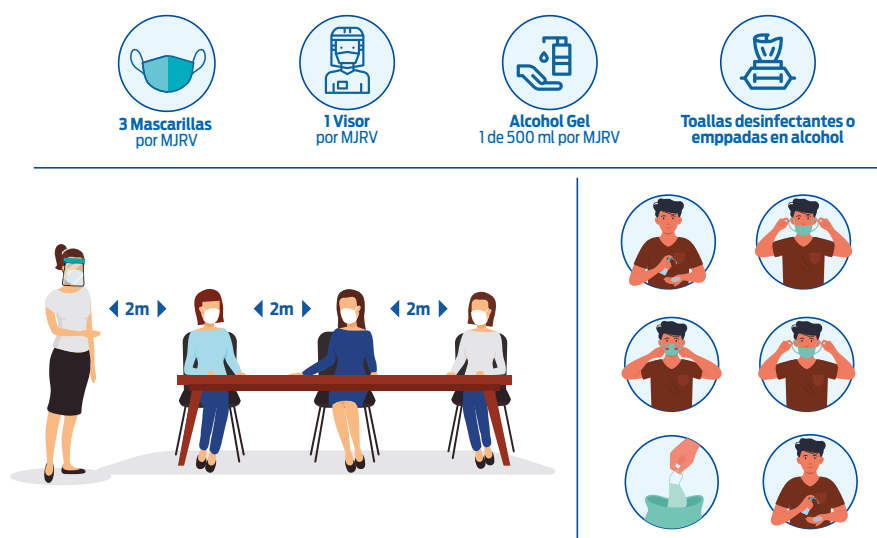 3 Mascarillas
por MJRV
1 Visor
por MJRV
Alcohol Gel
1 de 500 ml por MJRV
Toallas desinfectantes o
emppadas en alcohol
2m
2m
2m